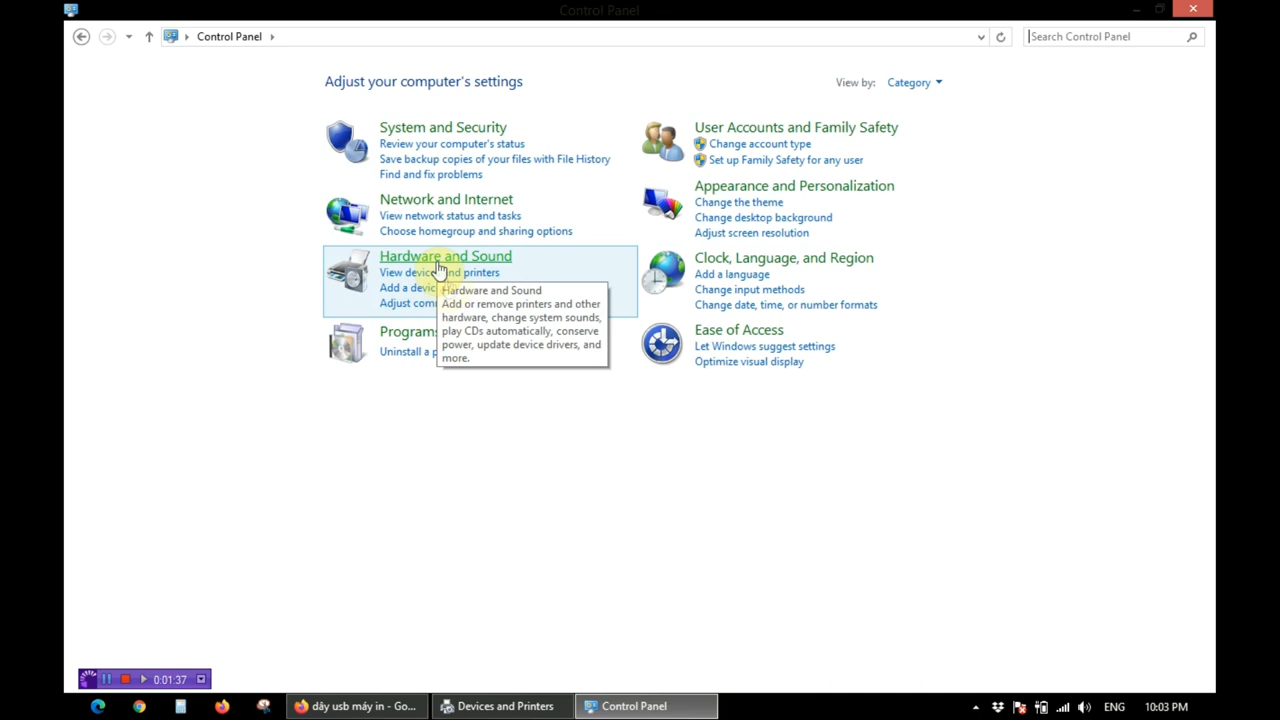 Control Panel
Control Panel
Search Control Panel
Adjust your computer's settings
View by: Category
System and Security
Review your computer's status
Save backup copies of your files with File History
Find and fix problems
Network and Internet
View network status and tasks
Choose homegroup and sharing options
Hardware and Sound
View devices and printers
Add a devic
Adjust com
Hardware and Sound
Add or remove printers and other
hardware, change system sounds,
play CDs automatically, conserve
power, update device drivers, and
more.
Programs
Uninstall a p
User Accounts and Family Safety
Change account type
Set up Family Safety for any user
Appearance and Personalization
Change the theme
Change desktop background
Adjust screen resolution
Clock, Language, and Region
Add a language
Change input methods
Change date, time, or number formats
Ease of Access
Let Windows suggest settings
Optimize visual display
0:01:37
dây usb máy in - Go...
Devices and Printers
Control Panel
ENG
10:03 PM